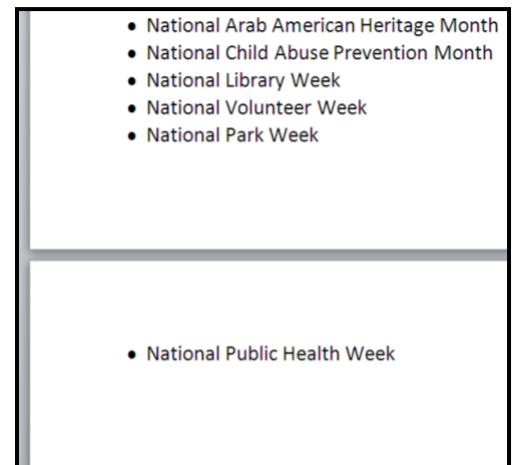 • National Arab American Heritage Month
• National Child Abuse Prevention Month
• National Library Week
• National Volunteer Week
• National Park Week
• National Public Health Week